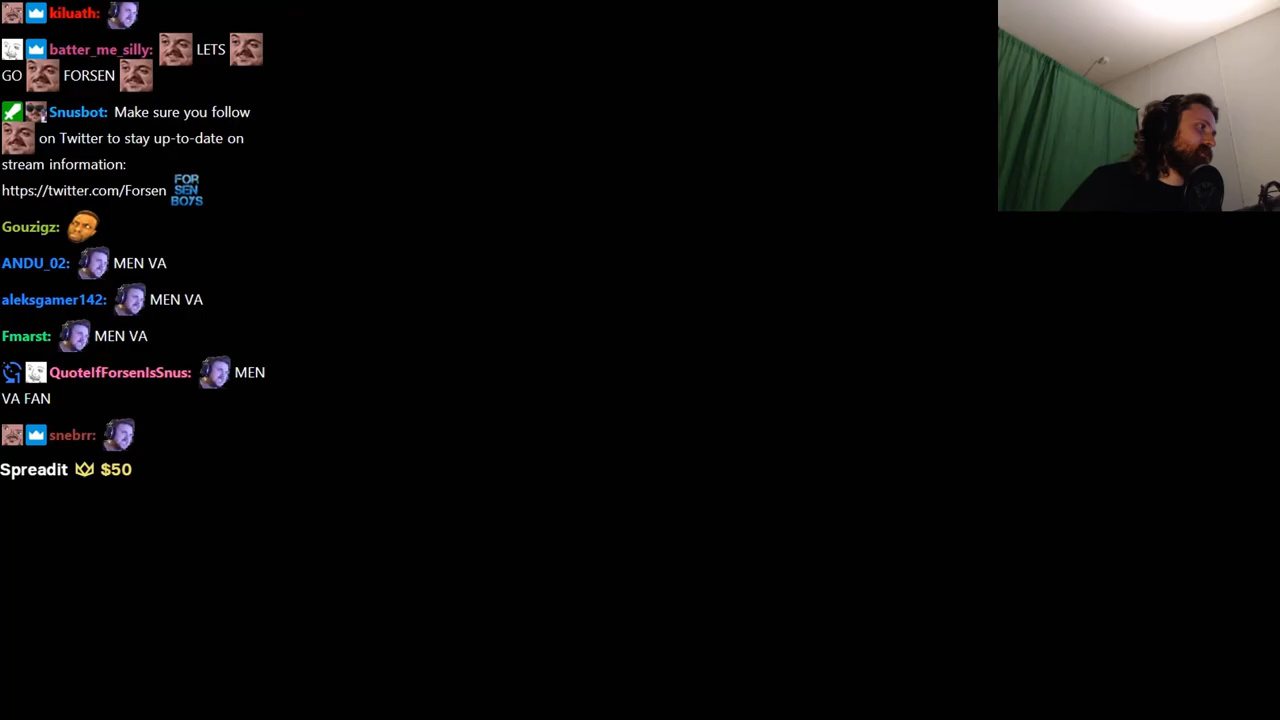 kiluath:
batter_me_silly: LETS
GO FORSEN
Snusbot: Make sure you follow
on Twitter to stay up-to-date on
stream information:
https://twitter.com/Forsen FOR
SEN
BOYS
Gouzigz:
ANDU_02: MEN VA
aleksgamer142: MEN VA
Fmarst: MEN VA
QuoteIfForsenIsSnus: MEN
VA FAN
snebrr:
Spreadit $50